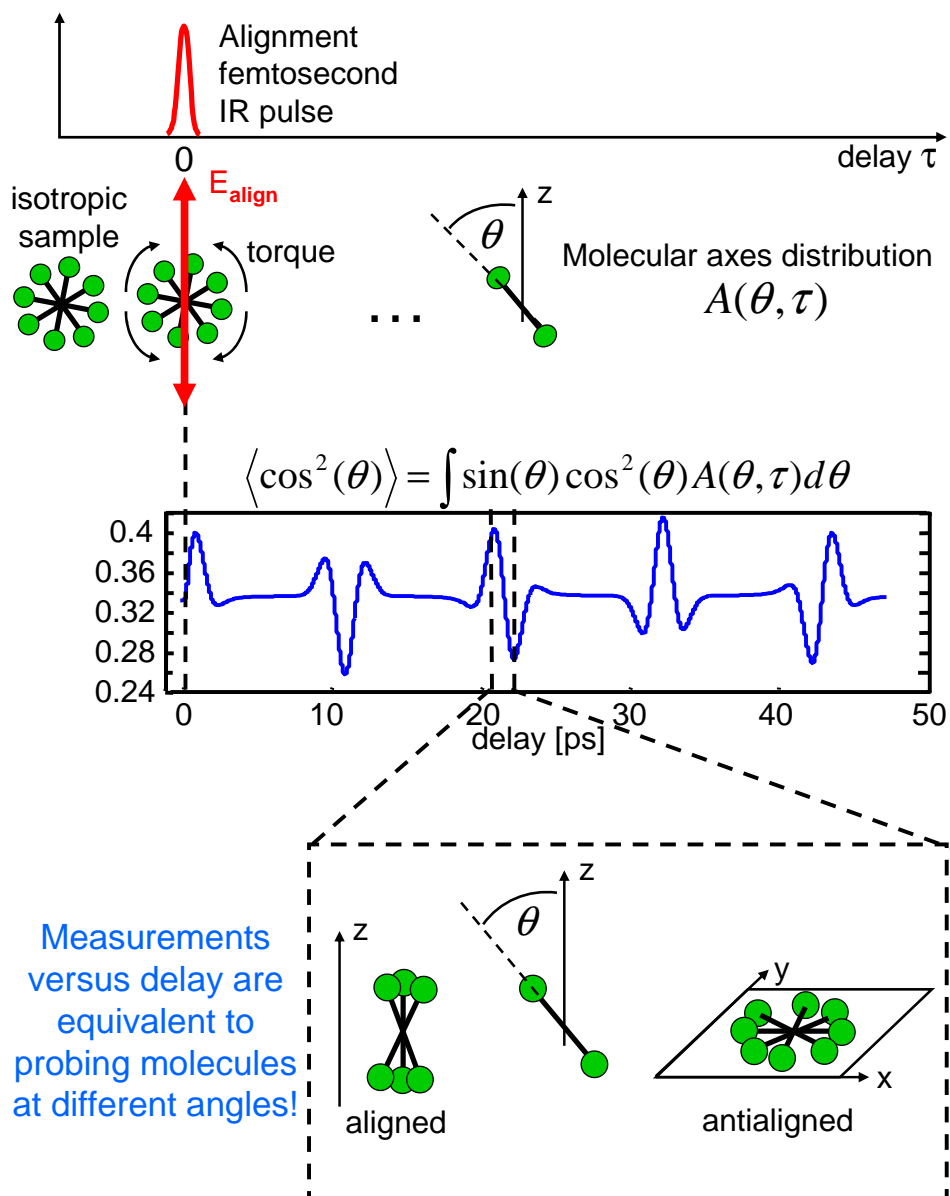 Alignment
femtosecond
IR pulse
0
delay τ
E_align
isotropic
sample
torque
z
θ
...
Molecular axes distribution
A(θ,τ)
⟨cos²(θ)⟩ = ∫ sin(θ) cos²(θ) A(θ,τ)dθ
0.4
0.36
0.32
0.28
0.24
0 10 20 30 40 50
delay [ps]
Measurements
versus delay are
equivalent to
probing molecules
at different angles!
z
aligned
z
θ
y
x
antialigned